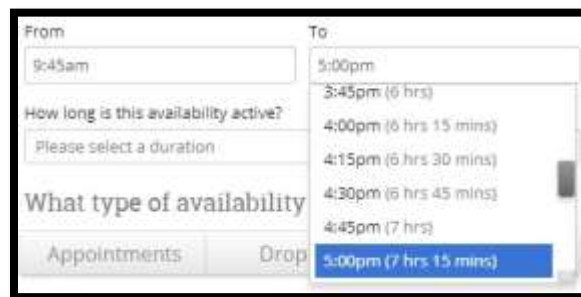 From To
9:45am 5:00pm
3:45pm (6 hrs)
How long is this availability active?
4:00pm (6 hrs 15 mins)
Please select a duration
4:15pm (6 hrs 30 mins)
4:30pm (6 hrs 45 mins)
What type of availability
4:45pm (7 hrs)
Appointments Drop
5:00pm (7 hrs 15 mins)